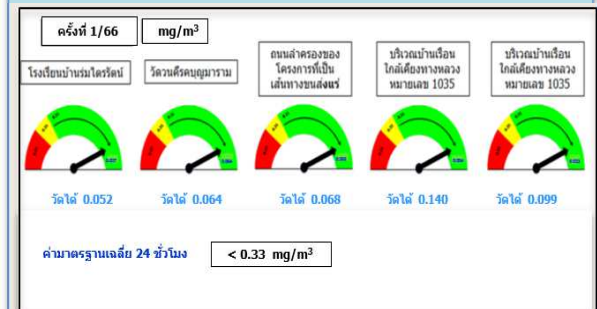 ครั้งที่ 1/66
mg/m³
โรงเรียนบ้านร่มไตรรัตน์
วัดวนคีรคบุญมาราม
ถนนลำครองของ
โครงการที่เป็น
เส้นทางขนส่งแร่
บริเวณบ้านเรือน
ใกล้เคียงทางหลวง
หมายเลข 1035
บริเวณบ้านเรือน
ใกล้เคียงทางหลวง
หมายเลข 1035
วัดได้ 0.052
วัดได้ 0.064
วัดได้ 0.068
วัดได้ 0.140
วัดได้ 0.099
ค่ามาตรฐานเฉลี่ย 24 ชั่วโมง
< 0.33 mg/m³